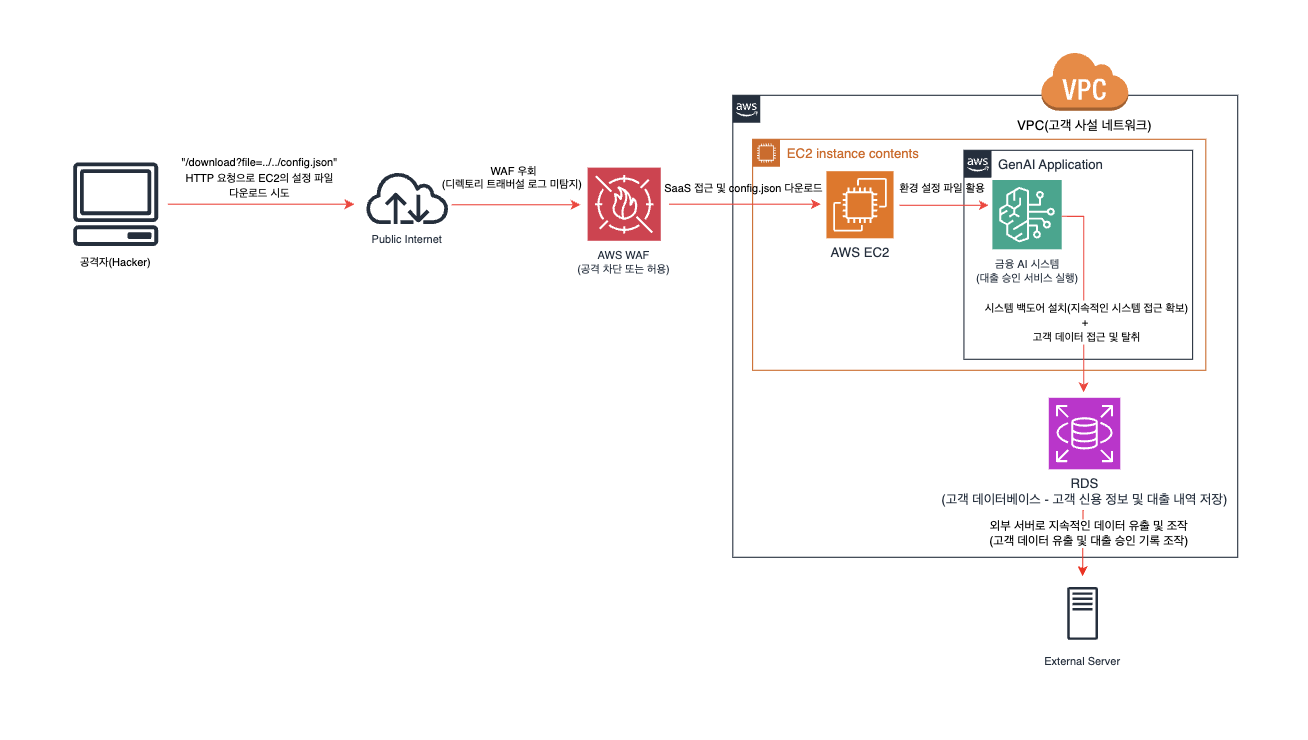 VPC
aws
VPC(고객 사설 네트워크)
EC2 instance contents
aws
GenAI Application
"/download?file=../../config.json"
HTTP 요청으로 EC2의 설정 파일
다운로드 시도
WAF 우회
(디렉토리 트래버설 로그 미탐지)
SaaS 접근 및 config.json 다운로드
환경 설정 파일 활용
공격자(Hacker)
Public Internet
AWS WAF
(공격 차단 또는 허용)
AWS EC2
금융 AI 시스템
(대출 승인 서비스 실행)
시스템 백도어 설치(지속적인 시스템 접근 확보)
+
고객 데이터 접근 및 탈취
RDS
(고객 데이터베이스 - 고객 신용 정보 및 대출 내역 저장)
외부 서버로 지속적인 데이터 유출 및 조작
(고객 데이터 유출 및 대출 승인 기록 조작)
External Server